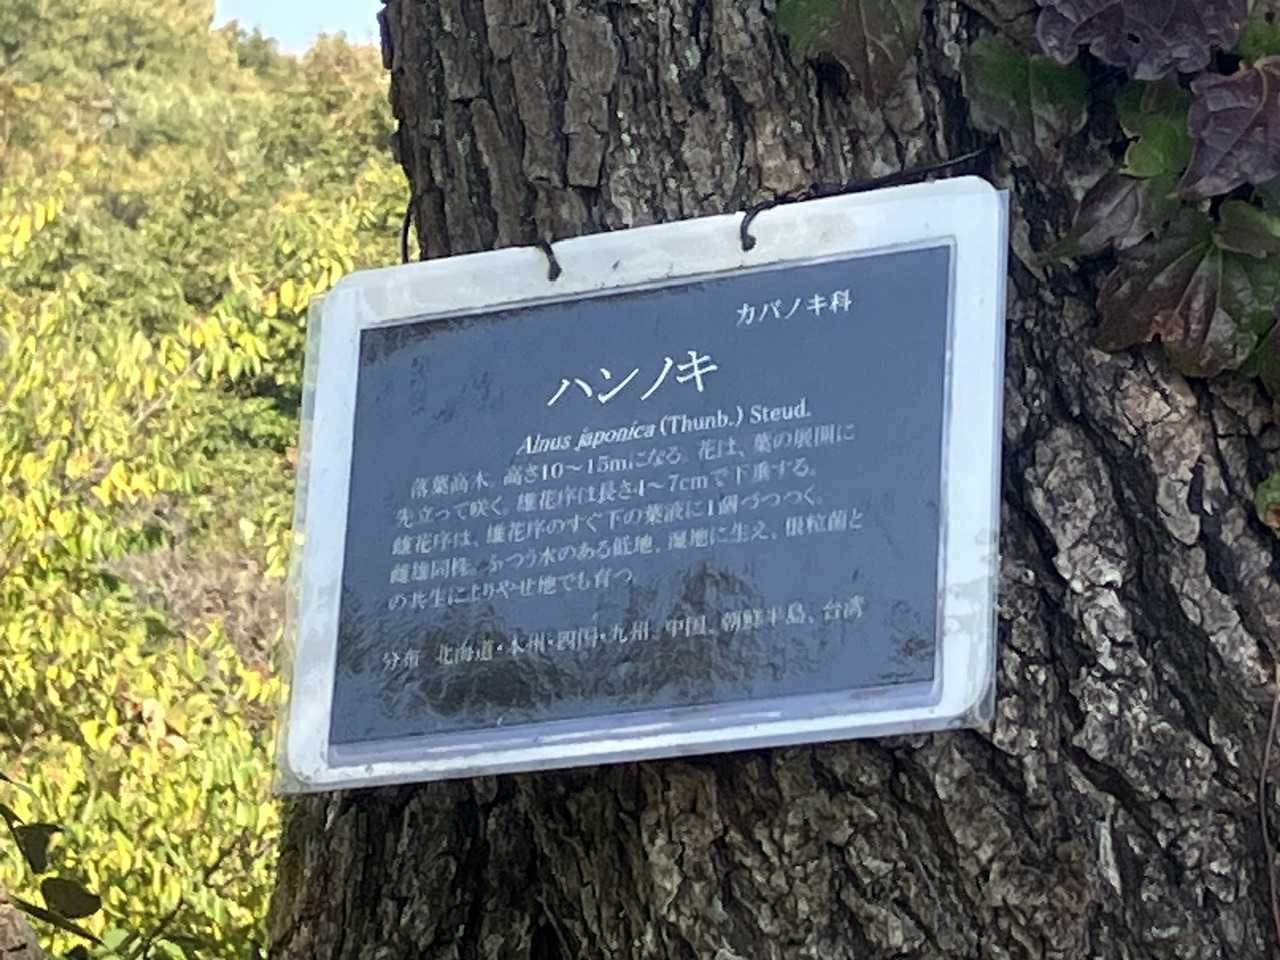 カバノキ科
ハンノキ
Alnus japonica (Thunb.) Steud.
落葉高木。高さ10〜15mになる。花は、葉の展開に
先立って咲く。雄花序は長さ4〜7cmで下垂する。
雌花序は、雄花序のすぐ下の葉液に1個づつつく。
雌雄同株。ふつう水のある低地、湿地に生え、根粒菌と
の共生によりやせ地でも育つ。
分布 北海道・本州・四国・九州、中国、朝鮮半島、台湾